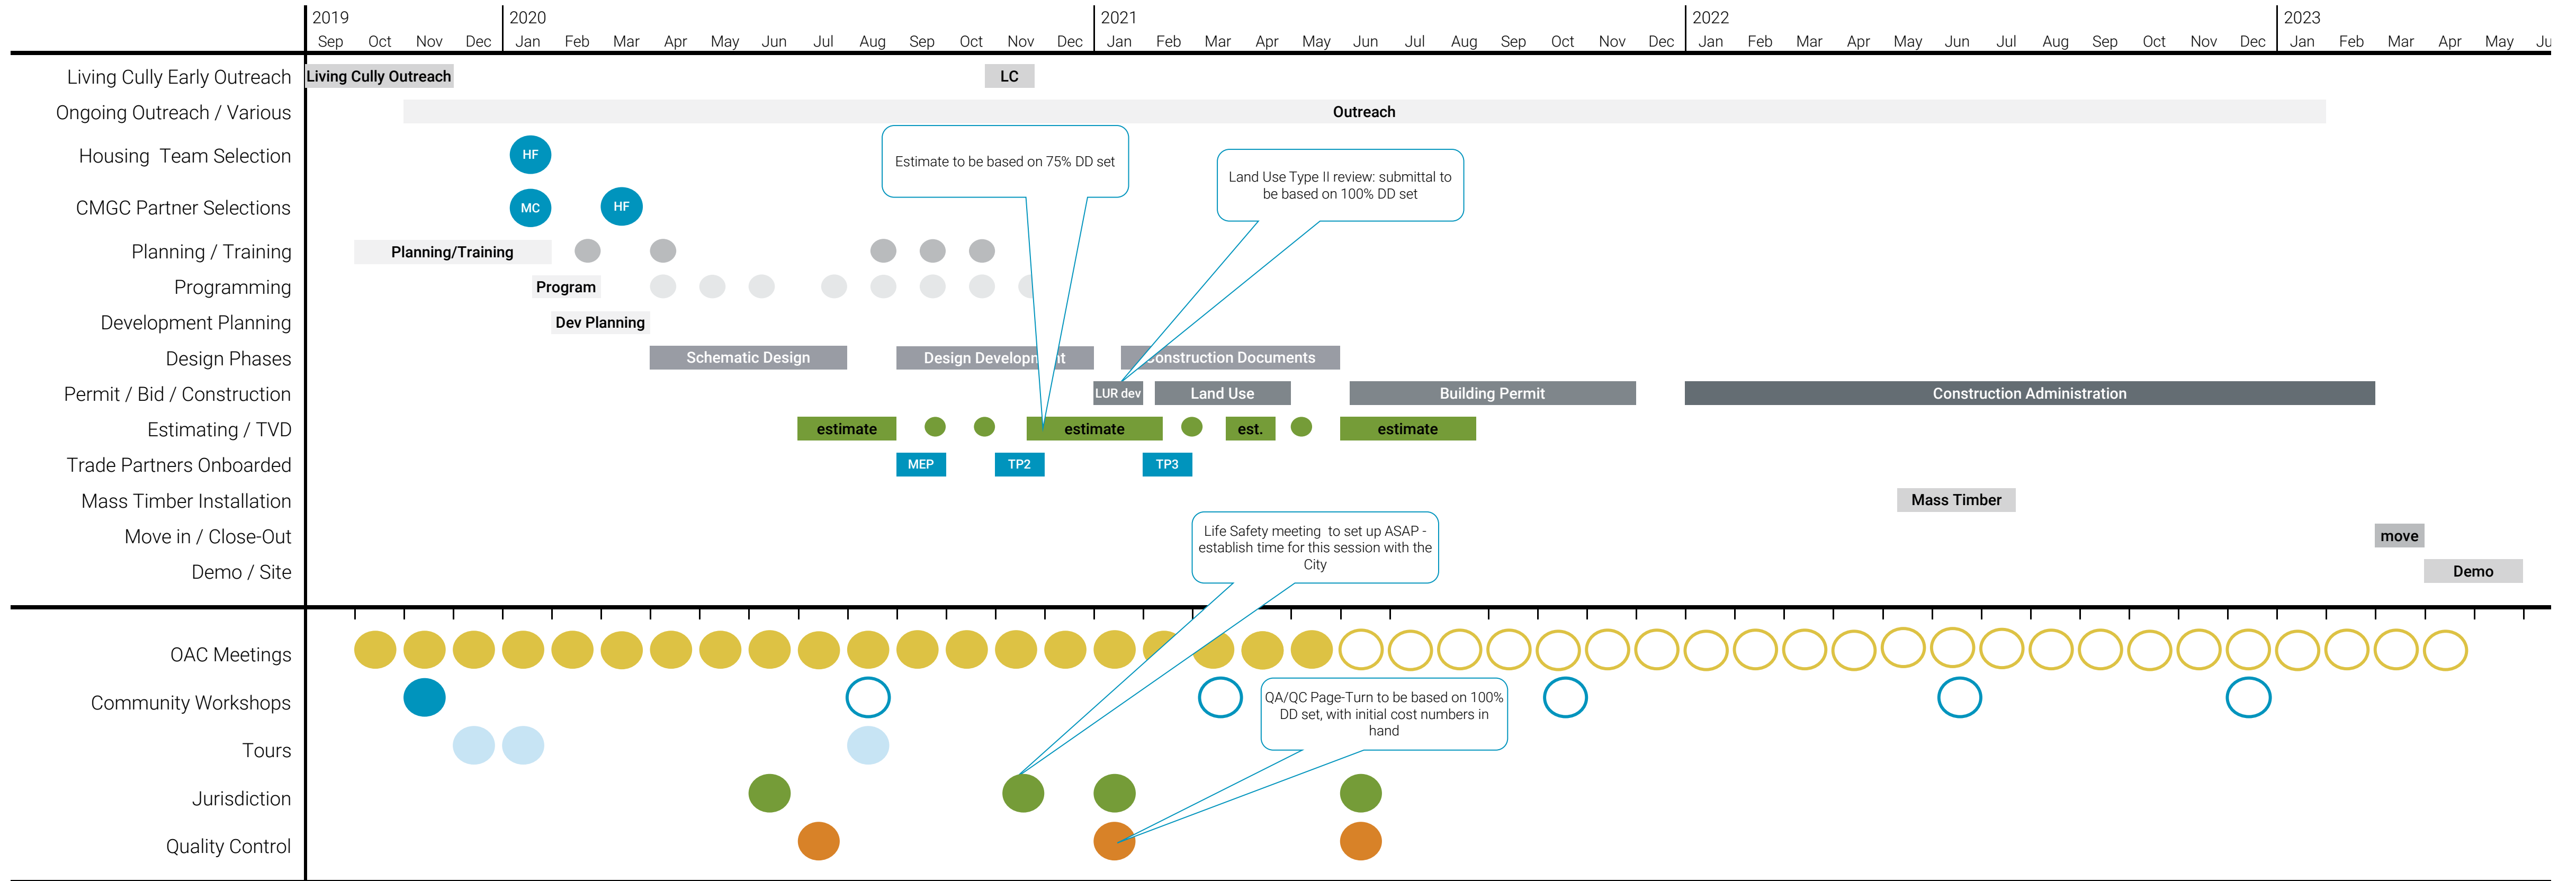 2019 2020 2021 2022 2023
Sep Oct Nov Dec Jan Feb Mar Apr May Jun Jul Aug Sep Oct Nov Dec Jan Feb Mar Apr May Jun Jul Aug Sep Oct Nov Dec Jan Feb Mar Apr May Jun Jul Aug Sep Oct Nov Dec Jan Feb Mar Apr May Ju
Living Cully Early Outreach Living Cully Outreach LC
Ongoing Outreach / Various Outreach
Housing Team Selection HF
Estimate to be based on 75% DD set
Land Use Type II review: submittal to
be based on 100% DD set
CMGC Partner Selections MC HF
Planning / Training Planning/Training
Programming Program
Development Planning Dev Planning
Design Phases Schematic Design Design Developm nt onstruction Documents
Permit / Bid / Construction LUR dev Land Use Building Permit Construction Administration
Estimating / TVD estimate estimate est. estimate
Trade Partners Onboarded MEP TP2 TP3
Mass Timber Installation Mass Timber
Life Safety meeting to set up ASAP -
establish time for this session with the
City
Move in / Close-Out move
Demo / Site Demo
OAC Meetings
Community Workshops
QA/QC Page-Turn to be based on 100%
DD set, with initial cost numbers in
hand
Tours
Jurisdiction
Quality Control